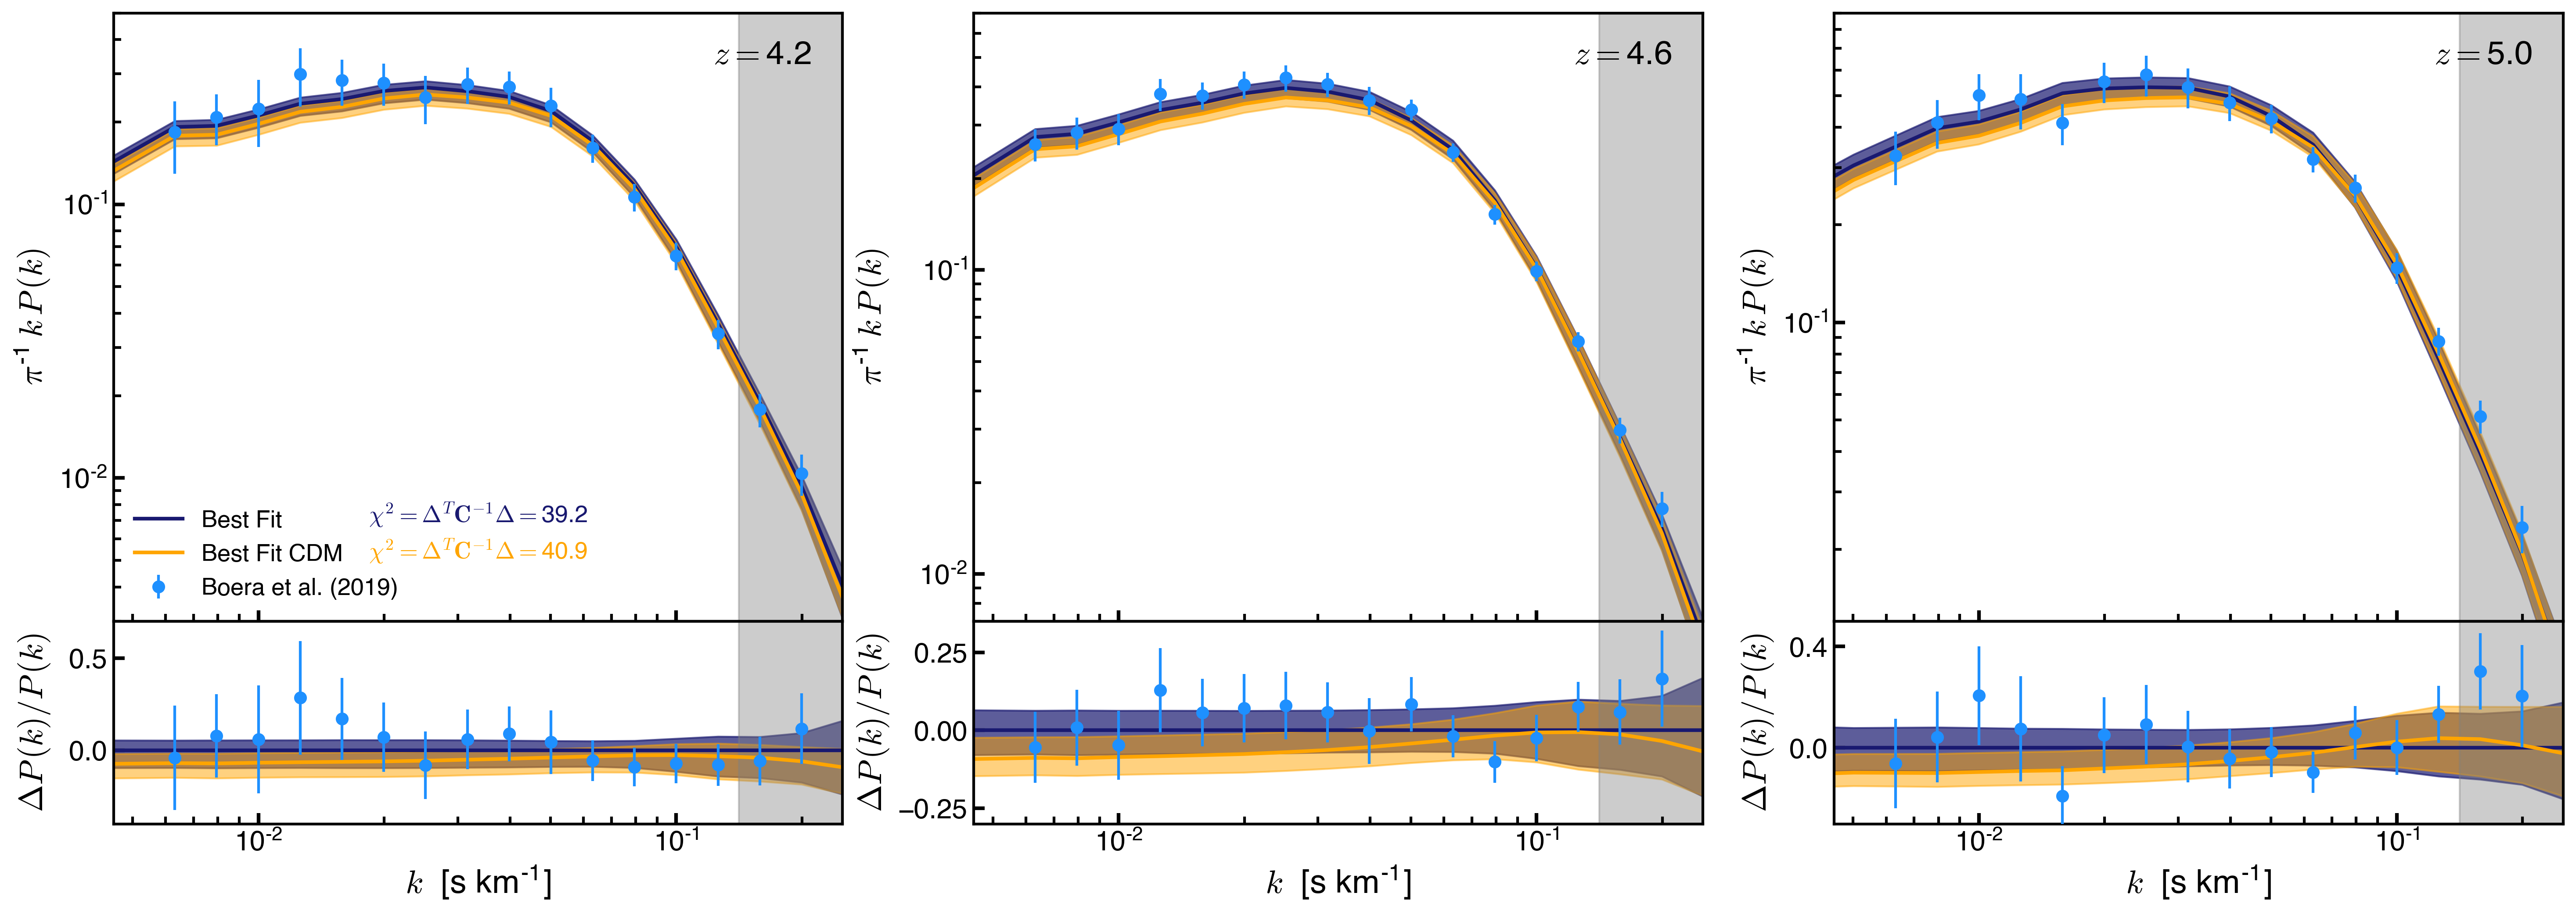 z = 4.2
z = 4.6
z = 5.0
π⁻¹ k P(k)
π⁻¹ k P(k)
π⁻¹ k P(k)
10⁻¹
10⁻²
10⁻¹
10⁻²
10⁻¹
Best Fit χ² = Δᵀ C⁻¹ Δ = 39.2
Best Fit CDM χ² = Δᵀ C⁻¹ Δ = 40.9
Boera et al. (2019)
ΔP(k)/P(k)
0.5
0.0
ΔP(k)/P(k)
0.25
0.00
−0.25
ΔP(k)/P(k)
0.4
0.0
10⁻² 10⁻¹
10⁻² 10⁻¹
10⁻² 10⁻¹
k [s km⁻¹]
k [s km⁻¹]
k [s km⁻¹]